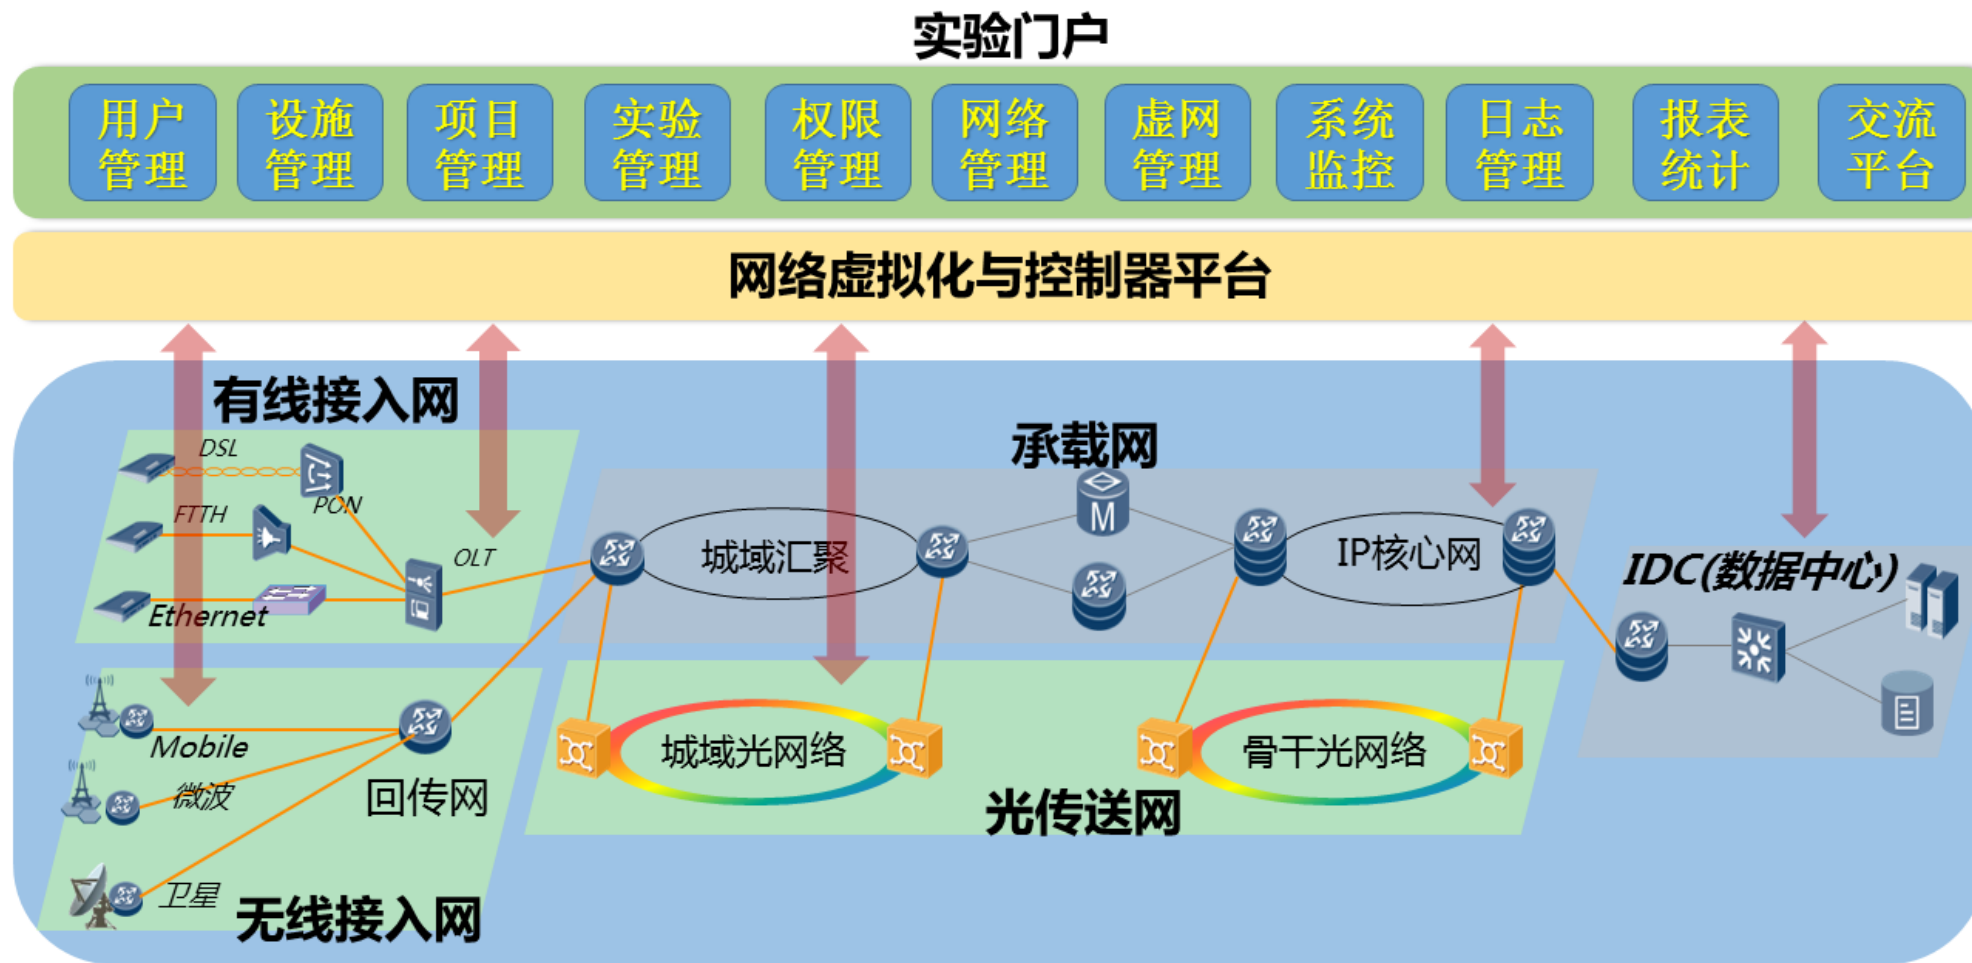 实验门户
用户
管理
设施
管理
项目
管理
实验
管理
权限
管理
网络
管理
虚网
管理
系统
监控
日志
管理
报表
统计
交流
平台
网络虚拟化与控制器平台
有线接入网
DSL
PON
FTTH
OLT
Ethernet
承载网
M
城域汇聚
IP核心网
IDC(数据中心)
Mobile
微波
回传网
卫星
无线接入网
城域光网络
骨干光网络
光传送网